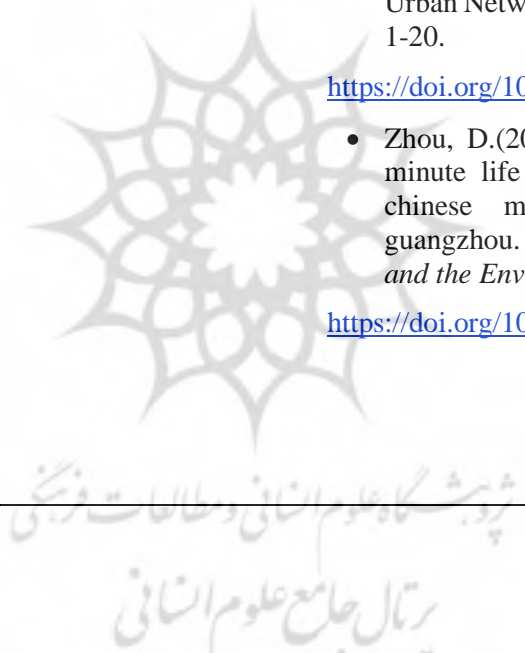 Urban Netw
1-20.
https://doi.org/10
• Zhou, D.(20
minute life
chinese m
guangzhou.
and the Env
https://doi.org/10
پژوهشگاه علوم انسانی و مطالعات فرهنگی
پرتال جامع علوم انسانی